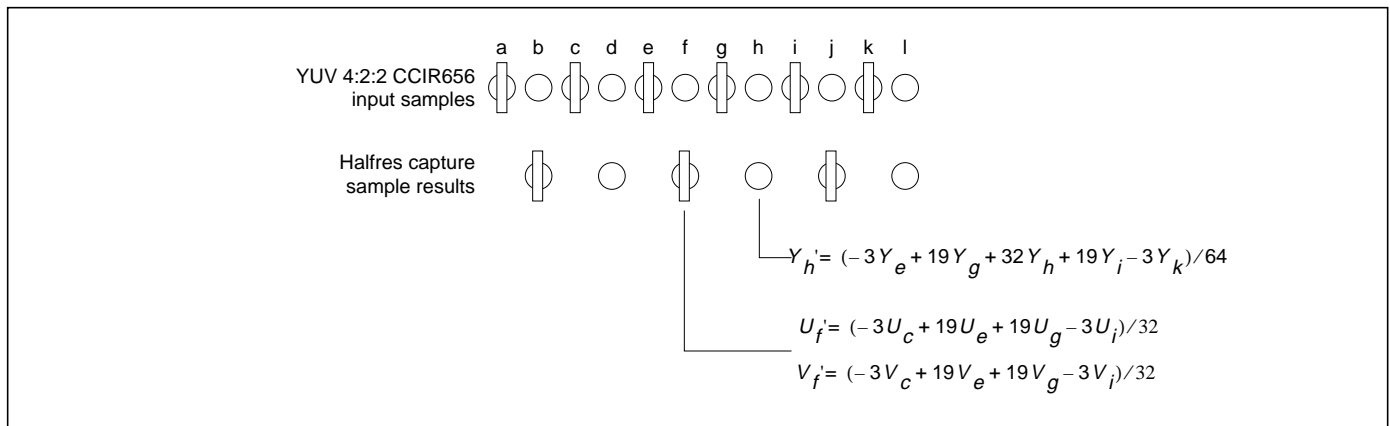 a b c d e f g h i j k l
YUV 4:2:2 CCIR656
input samples
Halfres capture
sample results
Y_h' = (– 3Y_e + 19Y_g + 32Y_h + 19Y_i – 3Y_k)/64
U_f' = (– 3U_c + 19U_e + 19U_g – 3U_i)/32
V_f' = (– 3V_c + 19V_e + 19V_g – 3V_i)/32